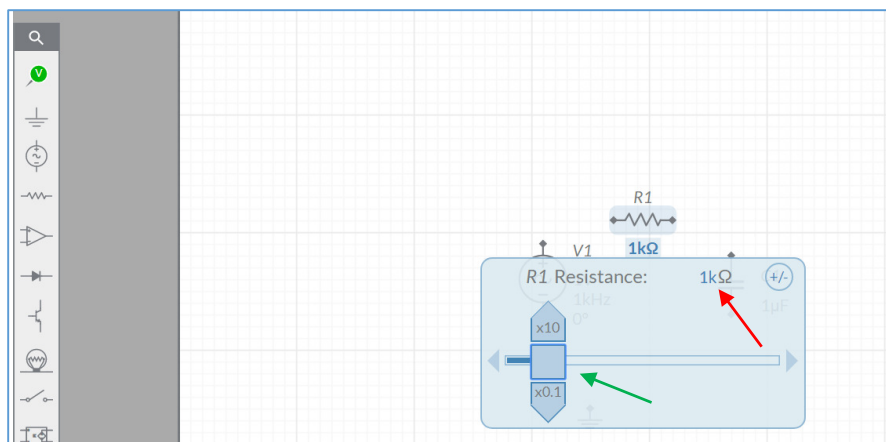 V
R1
1kΩ
V1
R1 Resistance: 1kΩ +/-
1kHz
1µF
0°
x10
x0.1